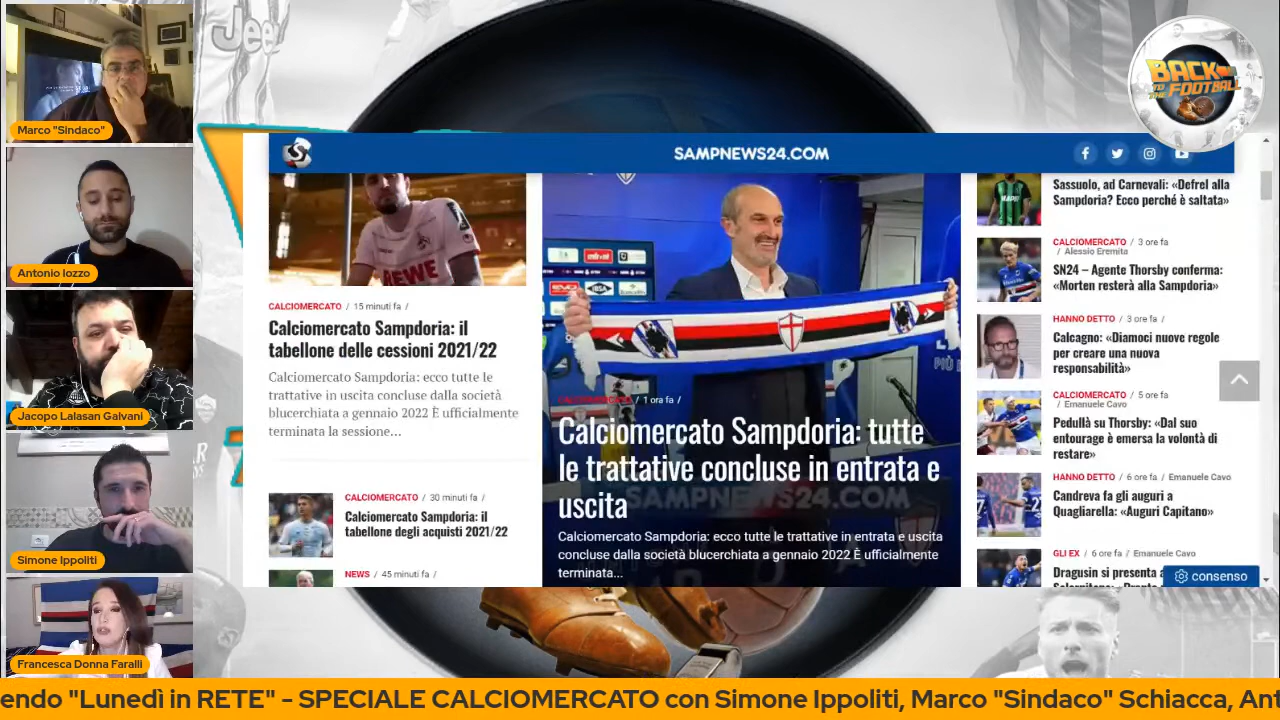 Marco "Sindaco"
Antonio Iozzo
Jacopo Lalasan Galvani
Simone Ippoliti
Francesca Donna Faralli
Jeep
BACK
TO THE FOOTBALL
SAMPNEWS24.COM
REWE
CALCIOMERCATO / 15 minuti fa /
Calciomercato Sampdoria: il
tabellone delle cessioni 2021/22
Calciomercato Sampdoria: ecco tutte le
trattative in uscita concluse dalla società
blucerchiata a gennaio 2022 È ufficialmente
terminata la sessione...
CALCIOMERCATO / 30 minuti fa /
Calciomercato Sampdoria: il
tabellone degli acquisti 2021/22
NEWS / 45 minuti fa /
CALCIOMERCATO / 1 ora fa /
Calciomercato Sampdoria: tutte
le trattative concluse in entrata e
uscita
SAMPNEWS24.COM
Calciomercato Sampdoria: ecco tutte le trattative in entrata e uscita
concluse dalla società blucerchiata a gennaio 2022 È ufficialmente
terminata...
Sassuolo, ad Carnevali: «Defrel alla
Sampdoria? Ecco perché è saltata»
CALCIOMERCATO / 3 ore fa
/ Alessio Eremita
SN24 – Agente Thorsby conferma:
«Morten resterà alla Sampdoria»
HANNO DETTO / 3 ore fa /
Calcagno: «Diamoci nuove regole
per creare una nuova
responsabilità»
CALCIOMERCATO / 5 ore fa
/ Emanuele Cavo
Pedullà su Thorsby: «Dal suo
entourage è emersa la volontà di
restare»
HANNO DETTO / 6 ore fa / Emanuele Cavo
Candreva fa gli auguri a
Quagliarella: «Auguri Capitano»
GLI EX / 6 ore fa / Emanuele Cavo
Dragusin si presenta a
consenso
endo "Lunedì in RETE" - SPECIALE CALCIOMERCATO con Simone Ippoliti, Marco "Sindaco" Schiacca, Ant